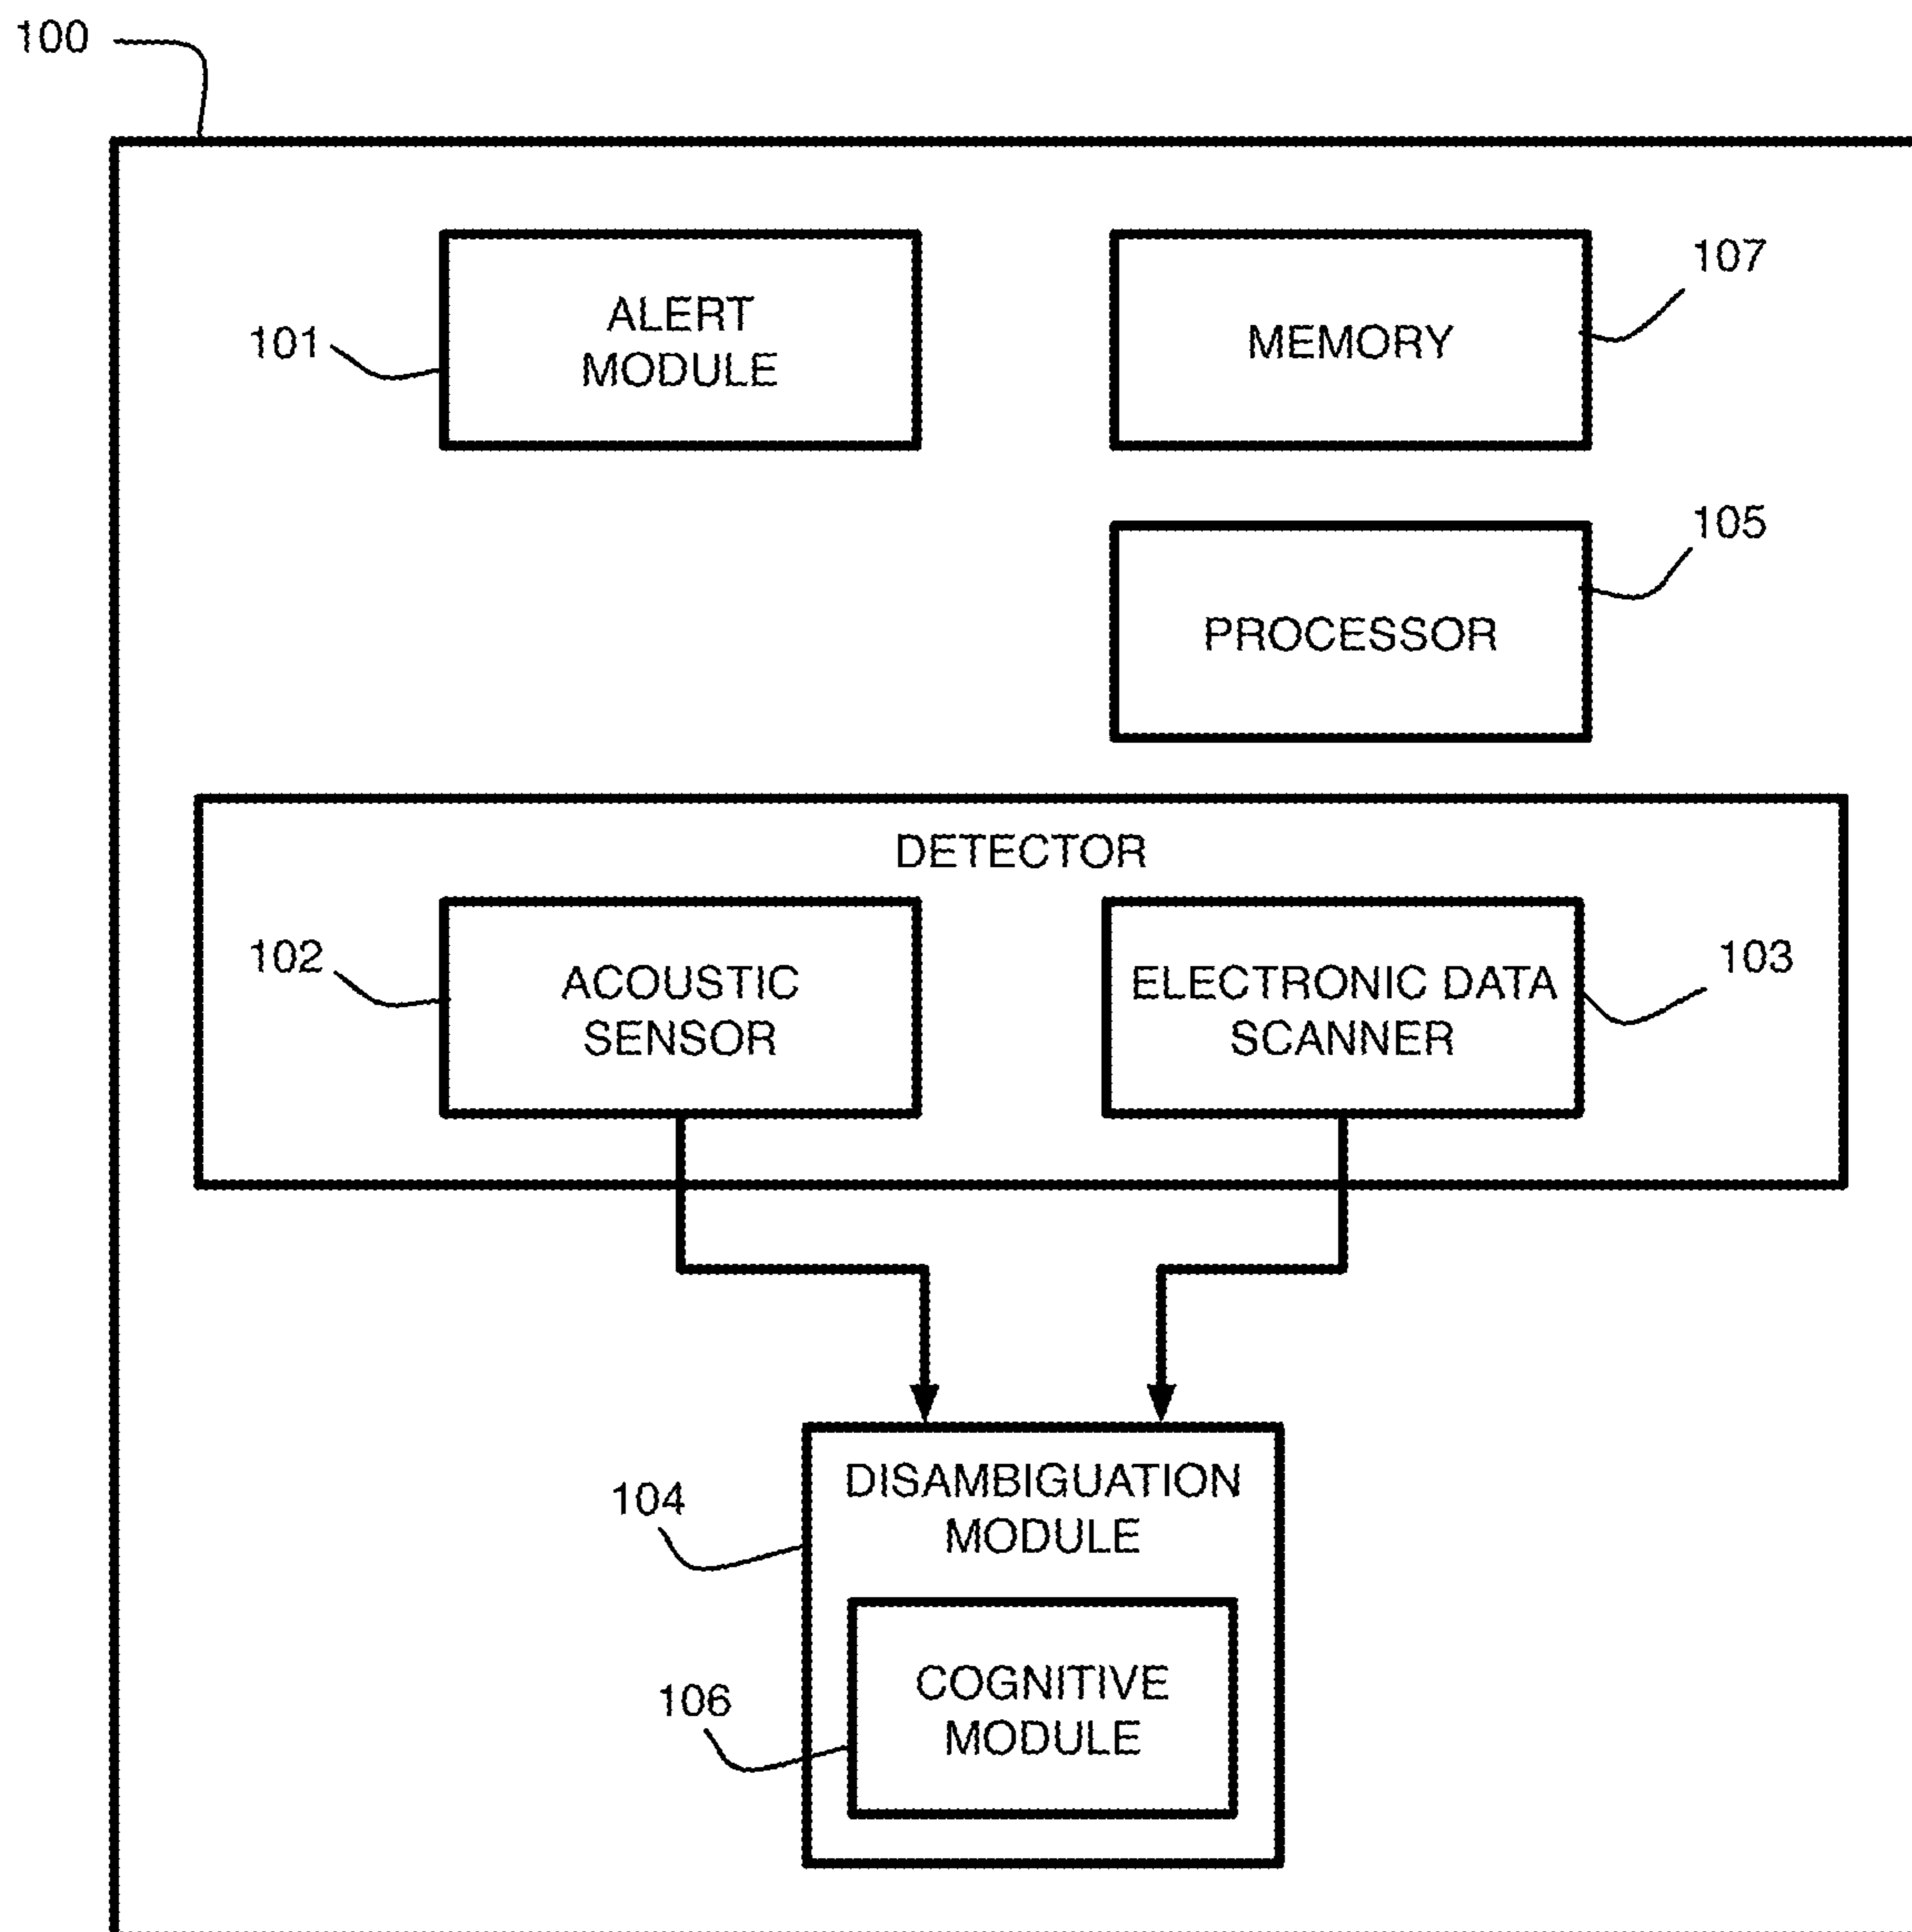 100
ALERT
MODULE
101
MEMORY
107
PROCESSOR
105
DETECTOR
102
ACOUSTIC
SENSOR
ELECTRONIC DATA
SCANNER
103
104
DISAMBIGUATION
MODULE
106
COGNITIVE
MODULE